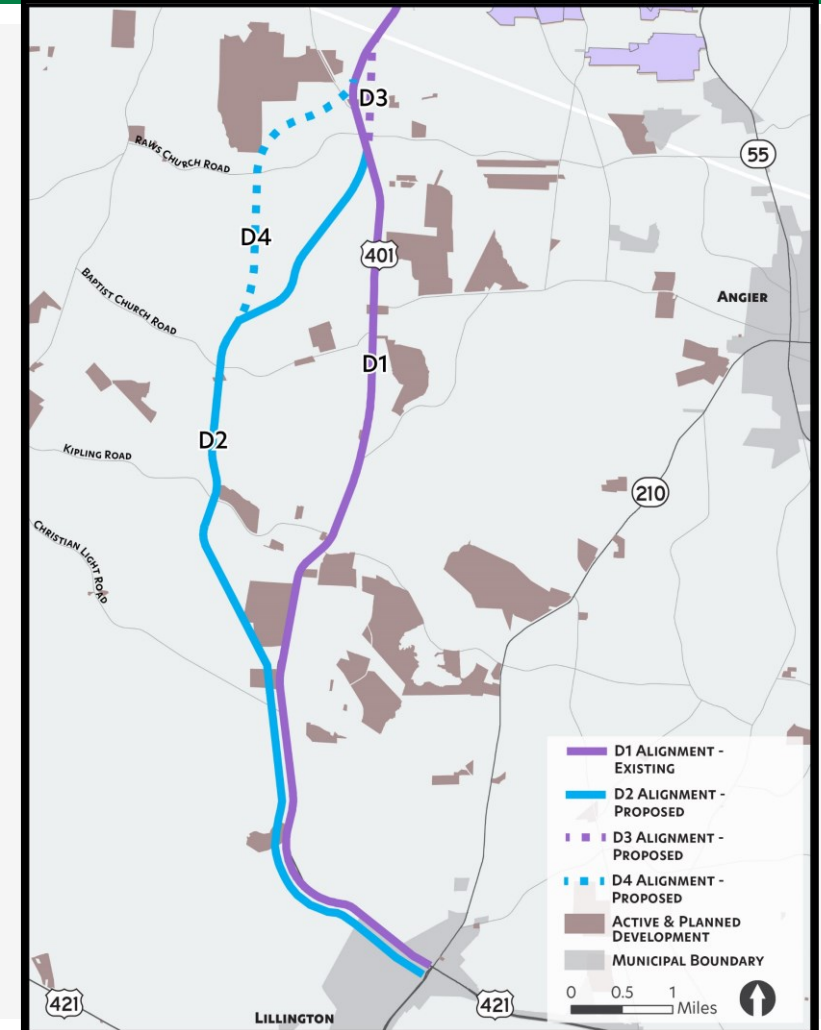 D3
55
RAWS CHURCH ROAD
D4
401
BAPTIST CHURCH ROAD
ANGIER
D1
D2
KIPLING ROAD
210
CHRISTIAN LIGHT ROAD
D1 ALIGNMENT -
EXISTING
D2 ALIGNMENT -
PROPOSED
D3 ALIGNMENT -
PROPOSED
D4 ALIGNMENT -
PROPOSED
ACTIVE & PLANNED
DEVELOPMENT
MUNICIPAL BOUNDARY
0 0.5 1
Miles
421
LILLINGTON
421